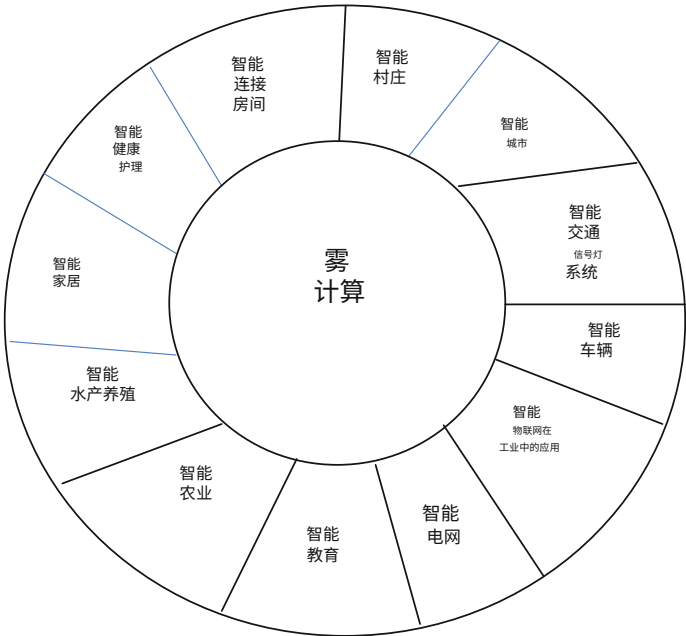 智能
连接
房间
智能
村庄
智能
城市
智能
交通
信号灯
系统
智能
车辆
智能
物联网在
工业中的应用
智能
电网
智能
教育
智能
农业
智能
水产养殖
智能
家居
智能
健康
护理
雾
计算